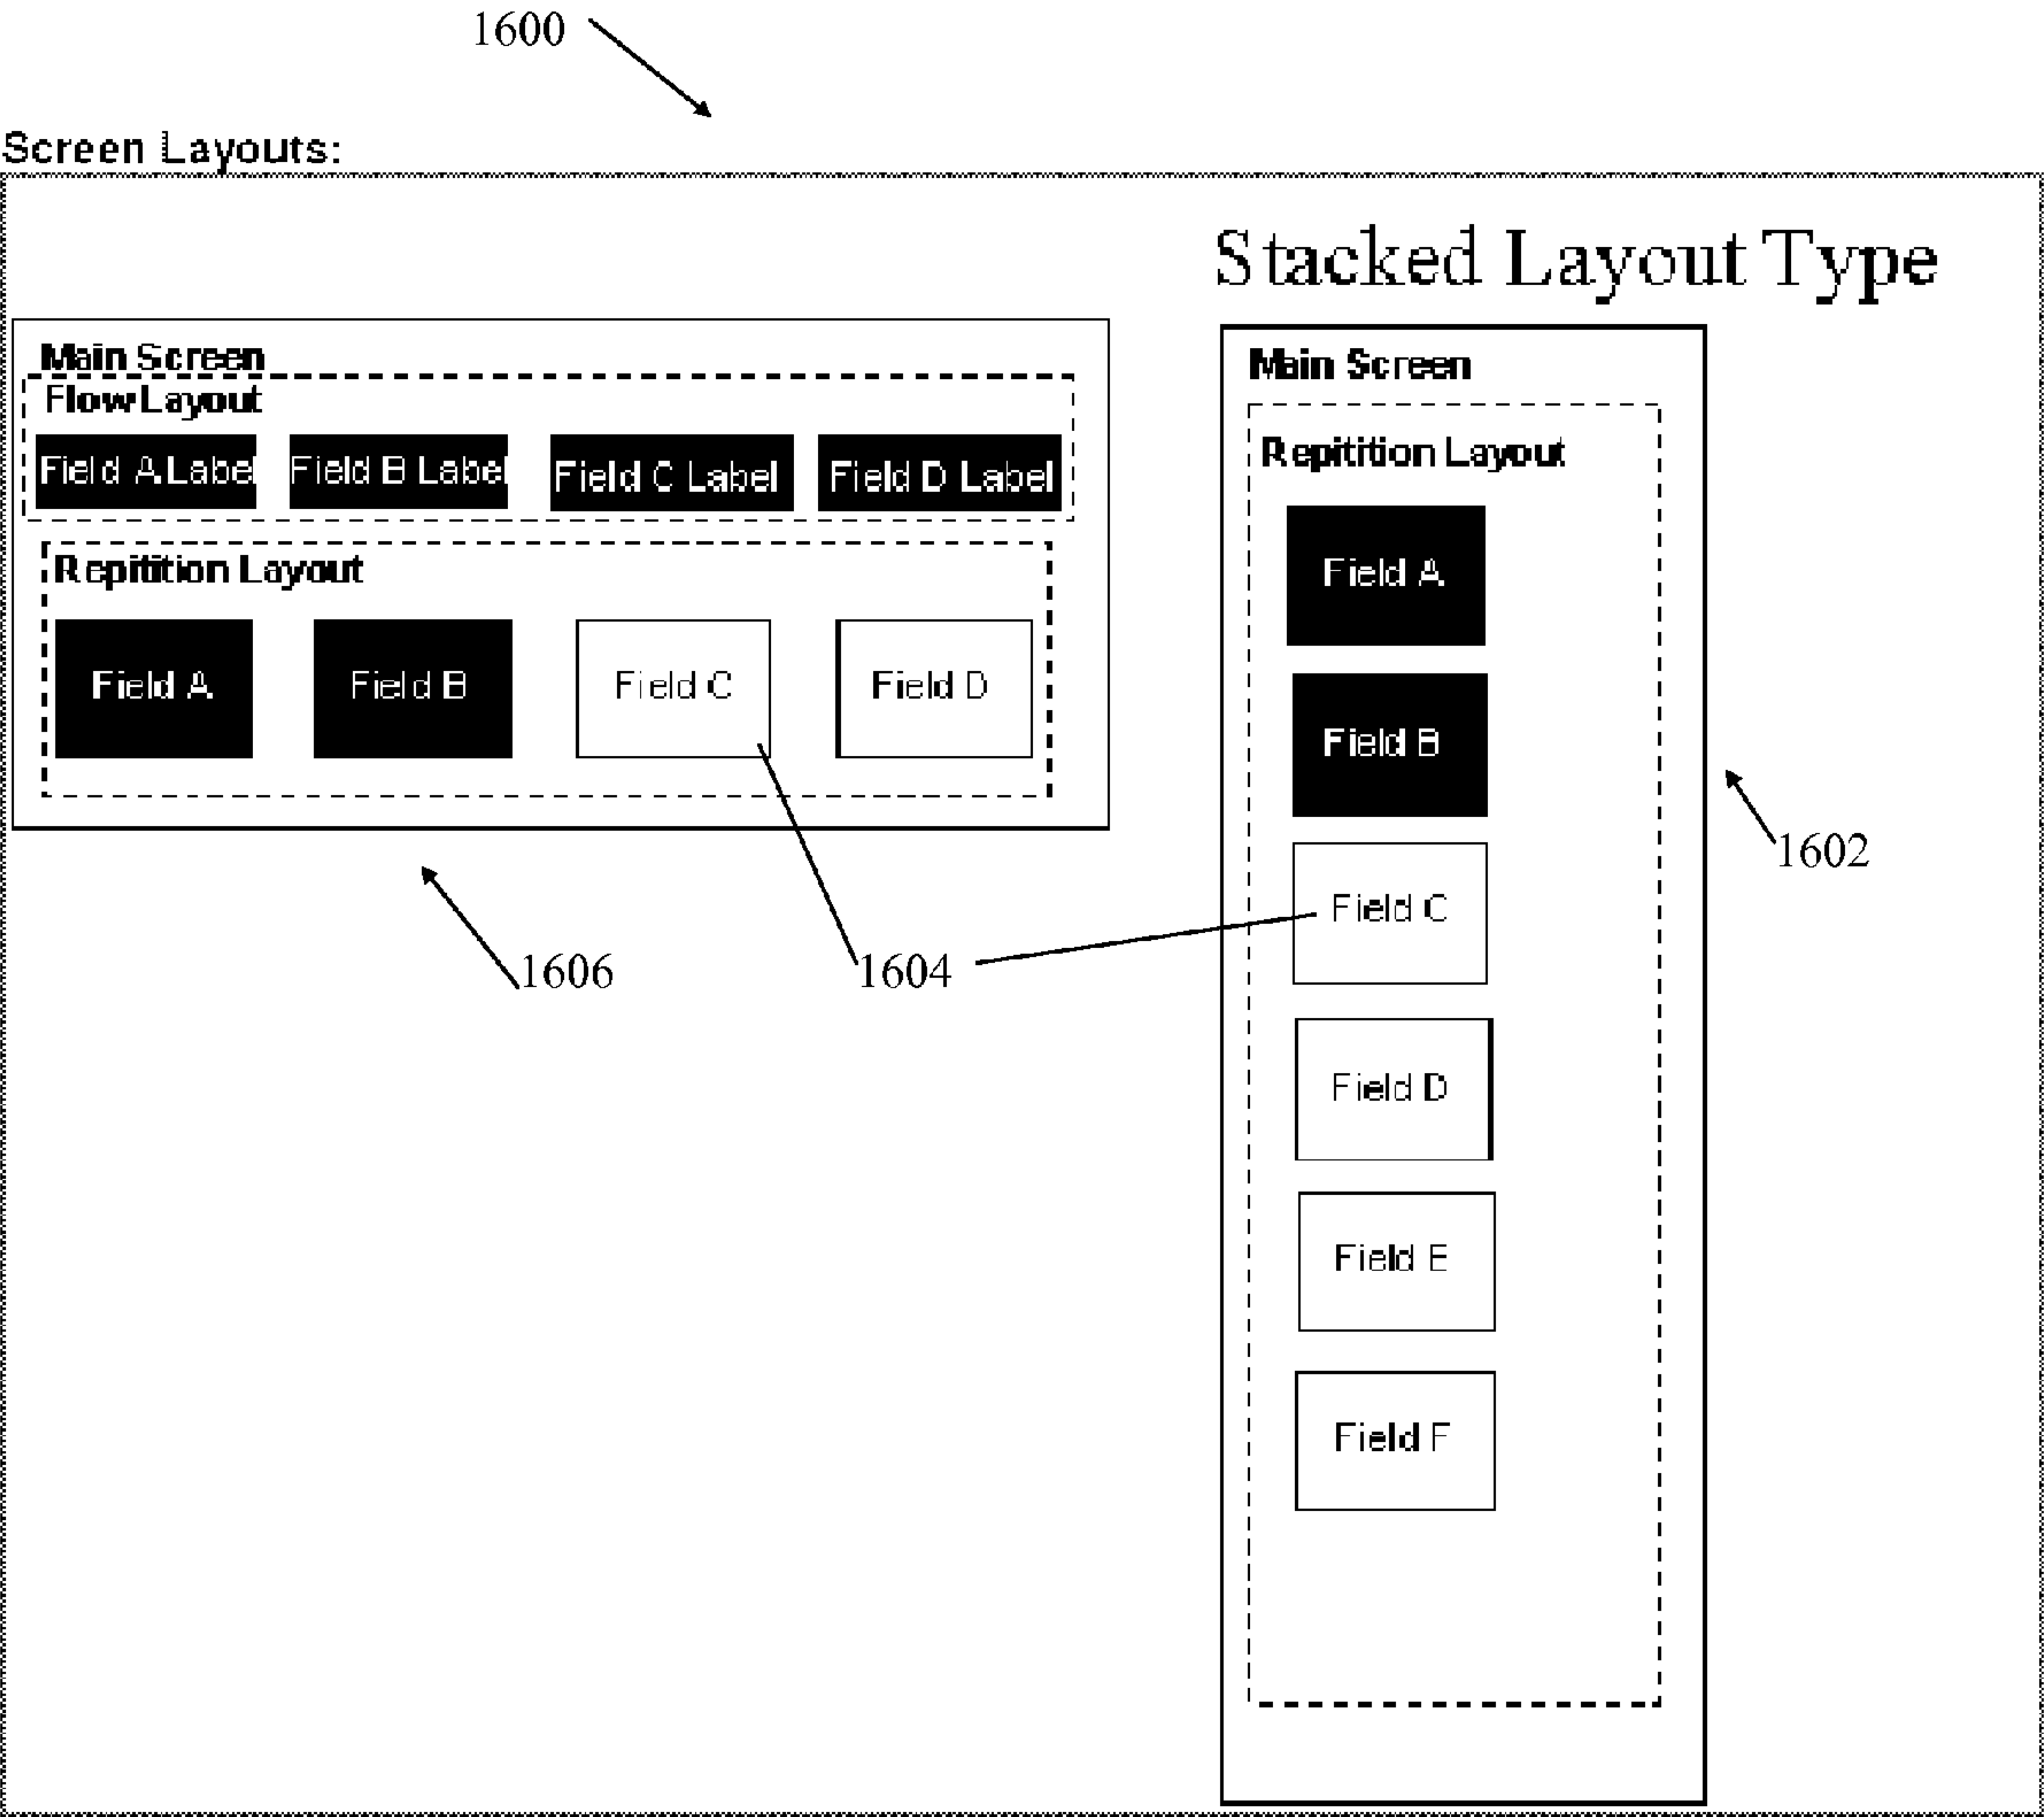 1600
Screen Layouts:
Stacked Layout Type
Main Screen
Flow Layout
Field A Label Field B Label Field C Label Field D Label
Repitition Layout
Field A Field B Field C Field D
1606
1604
Main Screen
Repitition Layout
Field A
Field B
Field C
Field D
Field E
Field F
1602